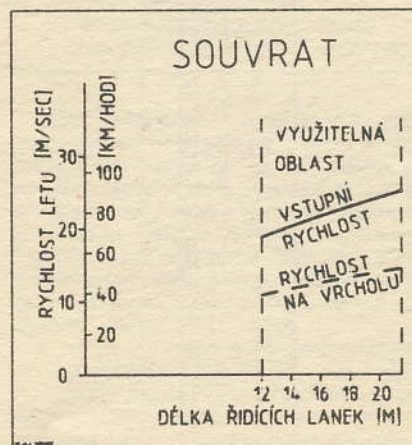 SOUVRAT
RYCHLOST LETU [M/SEC]
[KM/HOD]
30
20
10
0
100
80
60
40
20
VYUŽITELNÁ
OBLAST
VSTUPNÍ
RYCHLOST
RYCHLOST
NA VRCHOLU
12 14 16 18 20
DÉLKA ŘIDÍCÍCH LANEK [M]